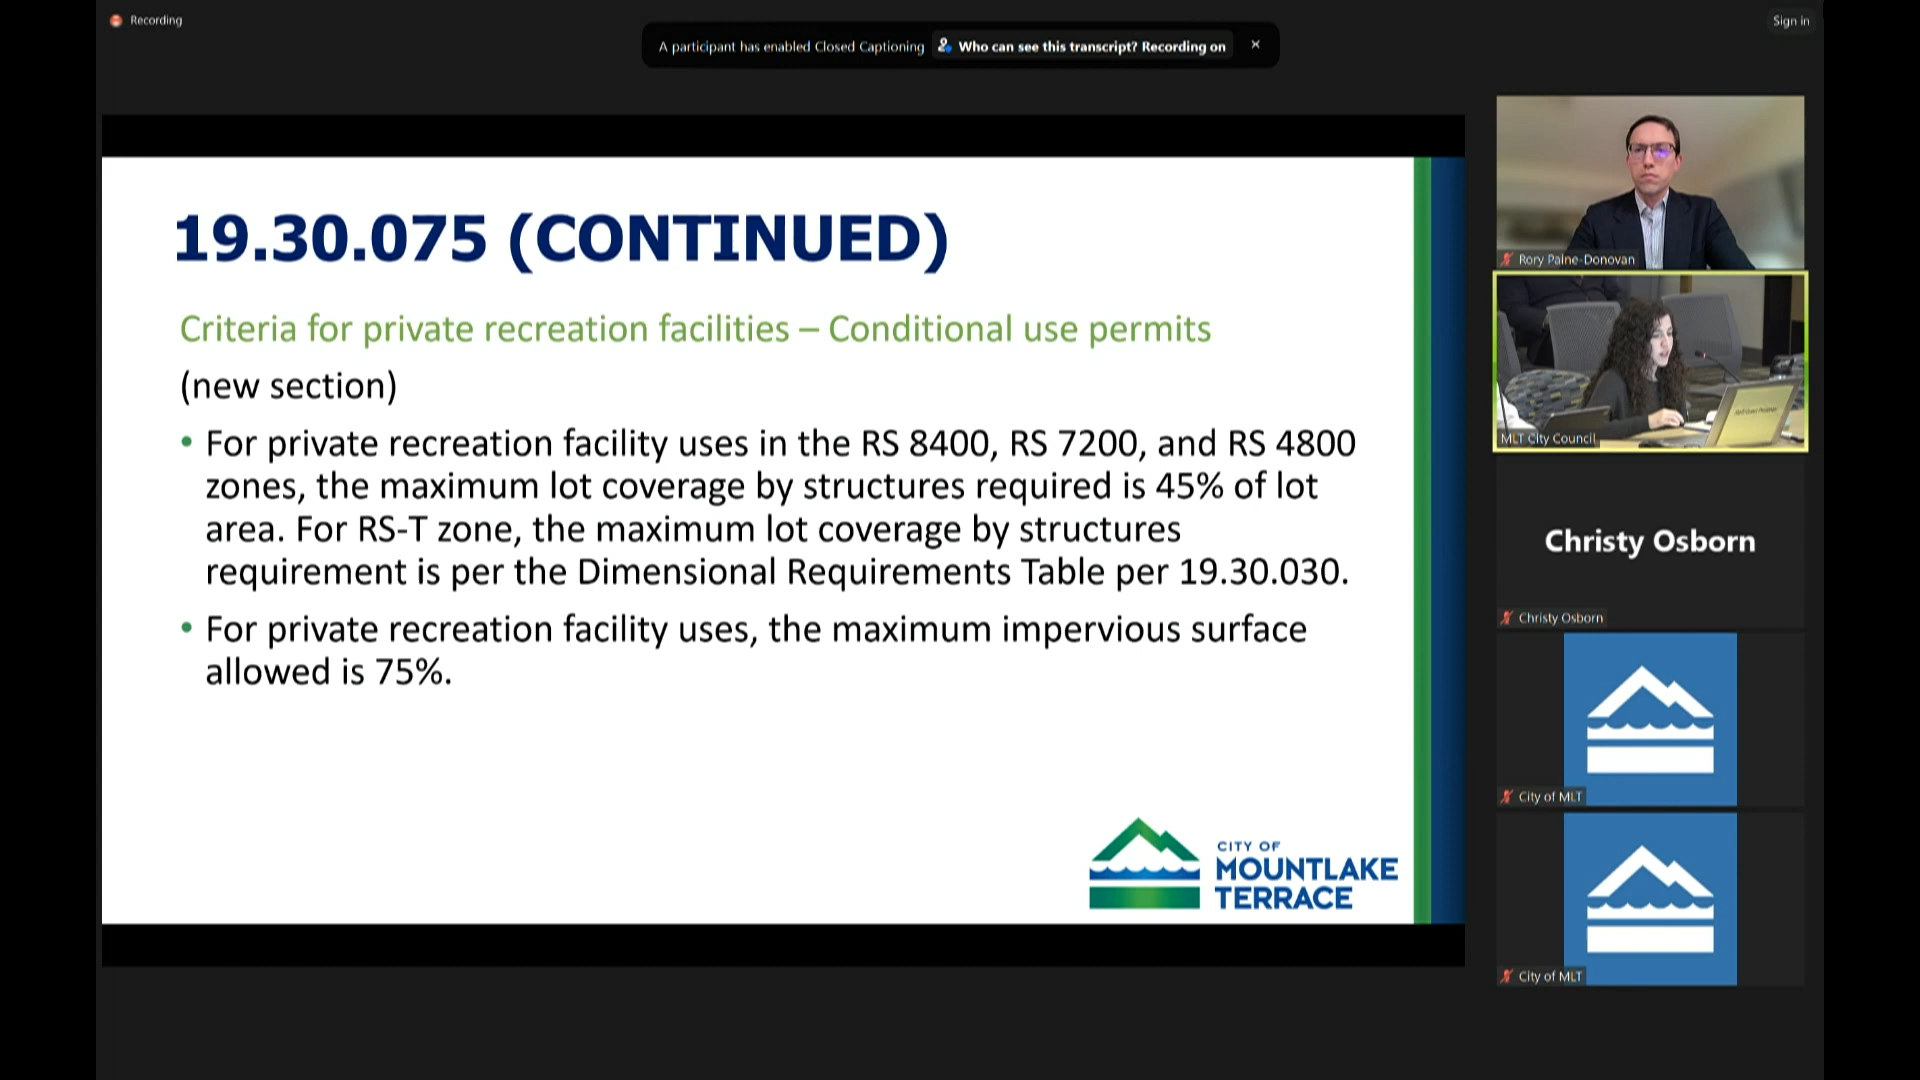 Recording
Sign in
A participant has enabled Closed Captioning Who can see this transcript? Recording on
19.30.075 (CONTINUED)
Criteria for private recreation facilities – Conditional use permits
(new section)
• For private recreation facility uses in the RS 8400, RS 7200, and RS 4800
zones, the maximum lot coverage by structures required is 45% of lot
area. For RS-T zone, the maximum lot coverage by structures
requirement is per the Dimensional Requirements Table per 19.30.030.
• For private recreation facility uses, the maximum impervious surface
allowed is 75%.
CITY OF
MOUNTLAKE
TERRACE
Rory Paine-Donovan
MLT City Council
Christy Osborn
Christy Osborn
City of MLT
City of MLT